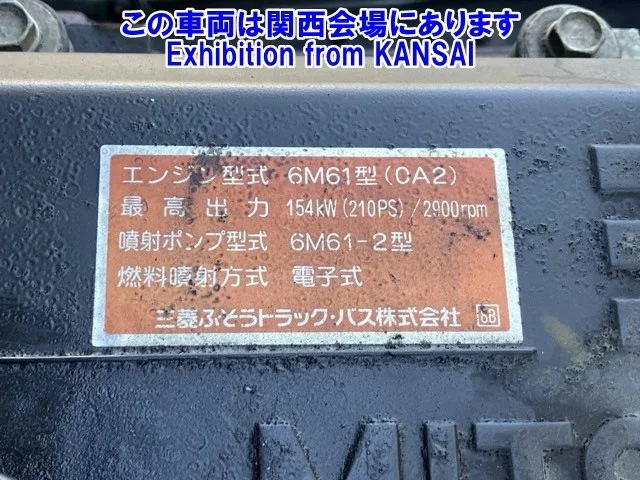 この車両は関西会場にあります
Exhibition from KANSAI
エンジン型式 6M61型(CA2)
最高出力 154kW(210PS)/2900rpm
噴射ポンプ型式 6M61-2型
燃料噴射方式 電子式
三菱ふそうトラック・バス株式会社 68
MITS